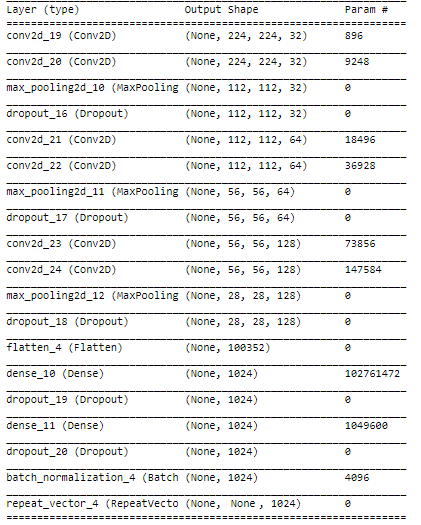 Layer (type) Output Shape Param #
conv2d_19 (Conv2D) (None, 224, 224, 32) 896
conv2d_20 (Conv2D) (None, 224, 224, 32) 9248
max_pooling2d_10 (MaxPooling (None, 112, 112, 32) 0
dropout_16 (Dropout) (None, 112, 112, 32) 0
conv2d_21 (Conv2D) (None, 112, 112, 64) 18496
conv2d_22 (Conv2D) (None, 112, 112, 64) 36928
max_pooling2d_11 (MaxPooling (None, 56, 56, 64) 0
dropout_17 (Dropout) (None, 56, 56, 64) 0
conv2d_23 (Conv2D) (None, 56, 56, 128) 73856
conv2d_24 (Conv2D) (None, 56, 56, 128) 147584
max_pooling2d_12 (MaxPooling (None, 28, 28, 128) 0
dropout_18 (Dropout) (None, 28, 28, 128) 0
flatten_4 (Flatten) (None, 100352) 0
dense_10 (Dense) (None, 1024) 102761472
dropout_19 (Dropout) (None, 1024) 0
dense_11 (Dense) (None, 1024) 1049600
dropout_20 (Dropout) (None, 1024) 0
batch_normalization_4 (Batch (None, 1024) 4096
repeat_vector_4 (RepeatVecto (None, None, 1024) 0